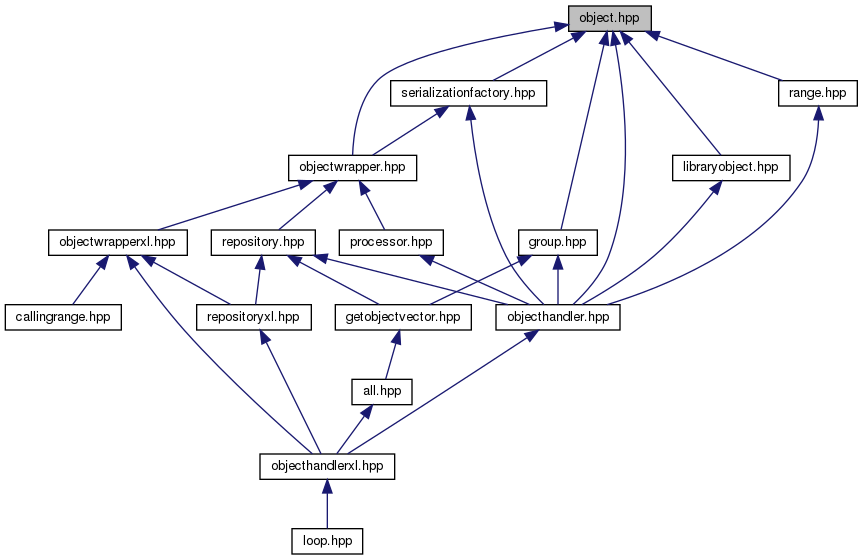 object.hpp
serializationfactory.hpp
range.hpp
objectwrapper.hpp
libraryobject.hpp
objectwrapperxl.hpp
repository.hpp
processor.hpp
group.hpp
callingrange.hpp
repositoryxl.hpp
getobjectvector.hpp
objecthandler.hpp
all.hpp
objecthandlerxl.hpp
loop.hpp